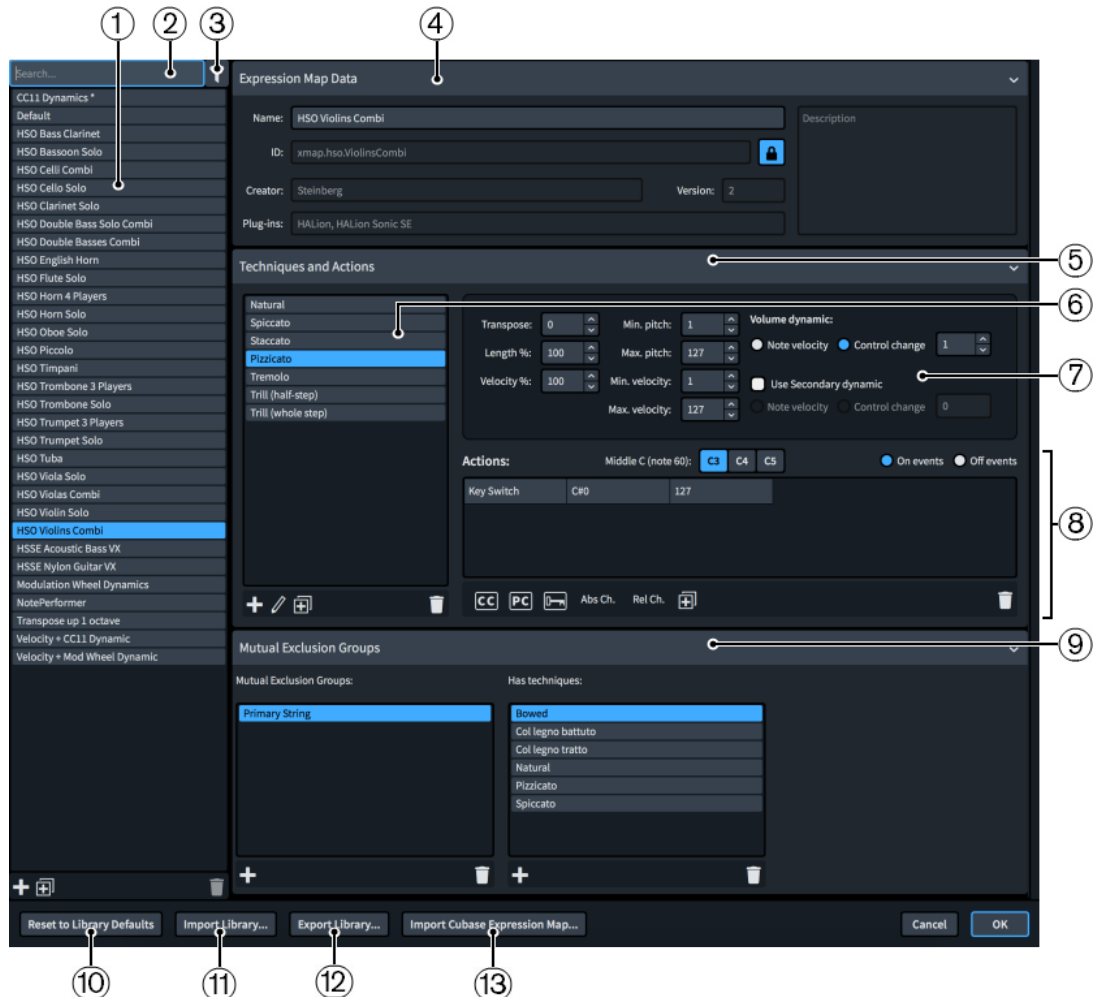 ① ② ③ ④
Search...
CC11 Dynamics *
Default
HSO Bass Clarinet
HSO Bassoon Solo
HSO Celli Combi
HSO Cello Solo
HSO Clarinet Solo
HSO Double Bass Solo Combi
HSO Double Basses Combi
HSO English Horn
HSO Flute Solo
HSO Horn 4 Players
HSO Horn Solo
HSO Oboe Solo
HSO Piccolo
HSO Timpani
HSO Trombone 3 Players
HSO Trombone Solo
HSO Trumpet 3 Players
HSO Trumpet Solo
HSO Tuba
HSO Viola Solo
HSO Violas Combi
HSO Violin Solo
HSO Violins Combi
HSSE Acoustic Bass VX
HSSE Nylon Guitar VX
Modulation Wheel Dynamics
NotePerformer
Transpose up 1 octave
Velocity + CC11 Dynamic
Velocity + Mod Wheel Dynamic
Expression Map Data
Name: HSO Violins Combi
Description
ID: xmap.hso.ViolinsCombi
Creator: Steinberg Version: 2
Plug-ins: HALion, HALion Sonic SE
Techniques and Actions
⑤
Natural
Spiccato
Staccato
Pizzicato
Tremolo
Trill (half-step)
Trill (whole step)
⑥
Transpose: 0 Min. pitch: 1 Volume dynamic:
Length %: 100 Max. pitch: 127 Note velocity Control change 1
Velocity %: 100 Min. velocity: 1 Use Secondary dynamic
Max. velocity: 127 Note velocity Control change 0
⑦
Actions: Middle C (note 60): C3 C4 C5 On events Off events
Key Switch C#0 127
CC PC Abs Ch. Rel Ch.
⑧
Mutual Exclusion Groups
⑨
Mutual Exclusion Groups:
Primary String
Has techniques:
Bowed
Col legno battuto
Col legno tratto
Natural
Pizzicato
Spiccato
Reset to Library Defaults Import Library... Export Library... Import Cubase Expression Map... Cancel OK
⑩ ⑪ ⑫ ⑬